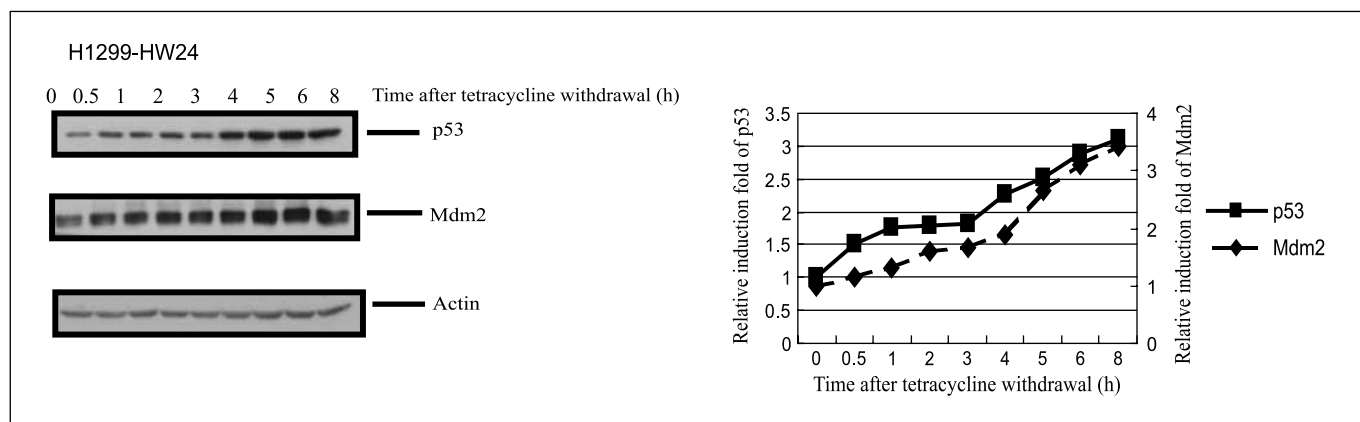 H1299-HW24
0 0.5 1 2 3 4 5 6 8 Time after tetracycline withdrawal (h)
p53
Mdm2
Actin
Relative induction fold of p53
3.5
3
2.5
2
1.5
1
0.5
0
0 0.5 1 2 3 4 5 6 8
Time after tetracycline withdrawal (h)
4
3
2
1
0
Relative induction fold of Mdm2
p53
Mdm2